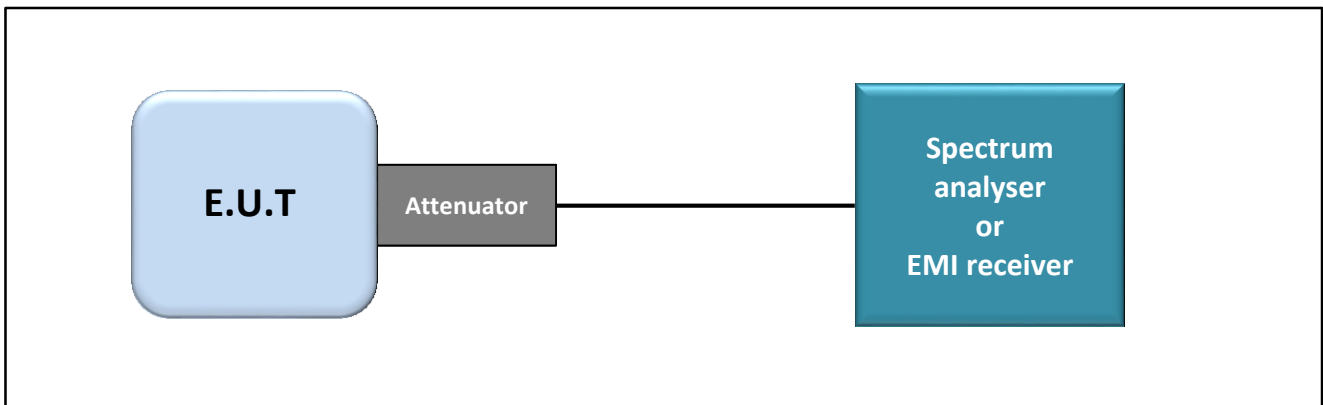 E.U.T
Attenuator
Spectrum
analyser
or
EMI receiver